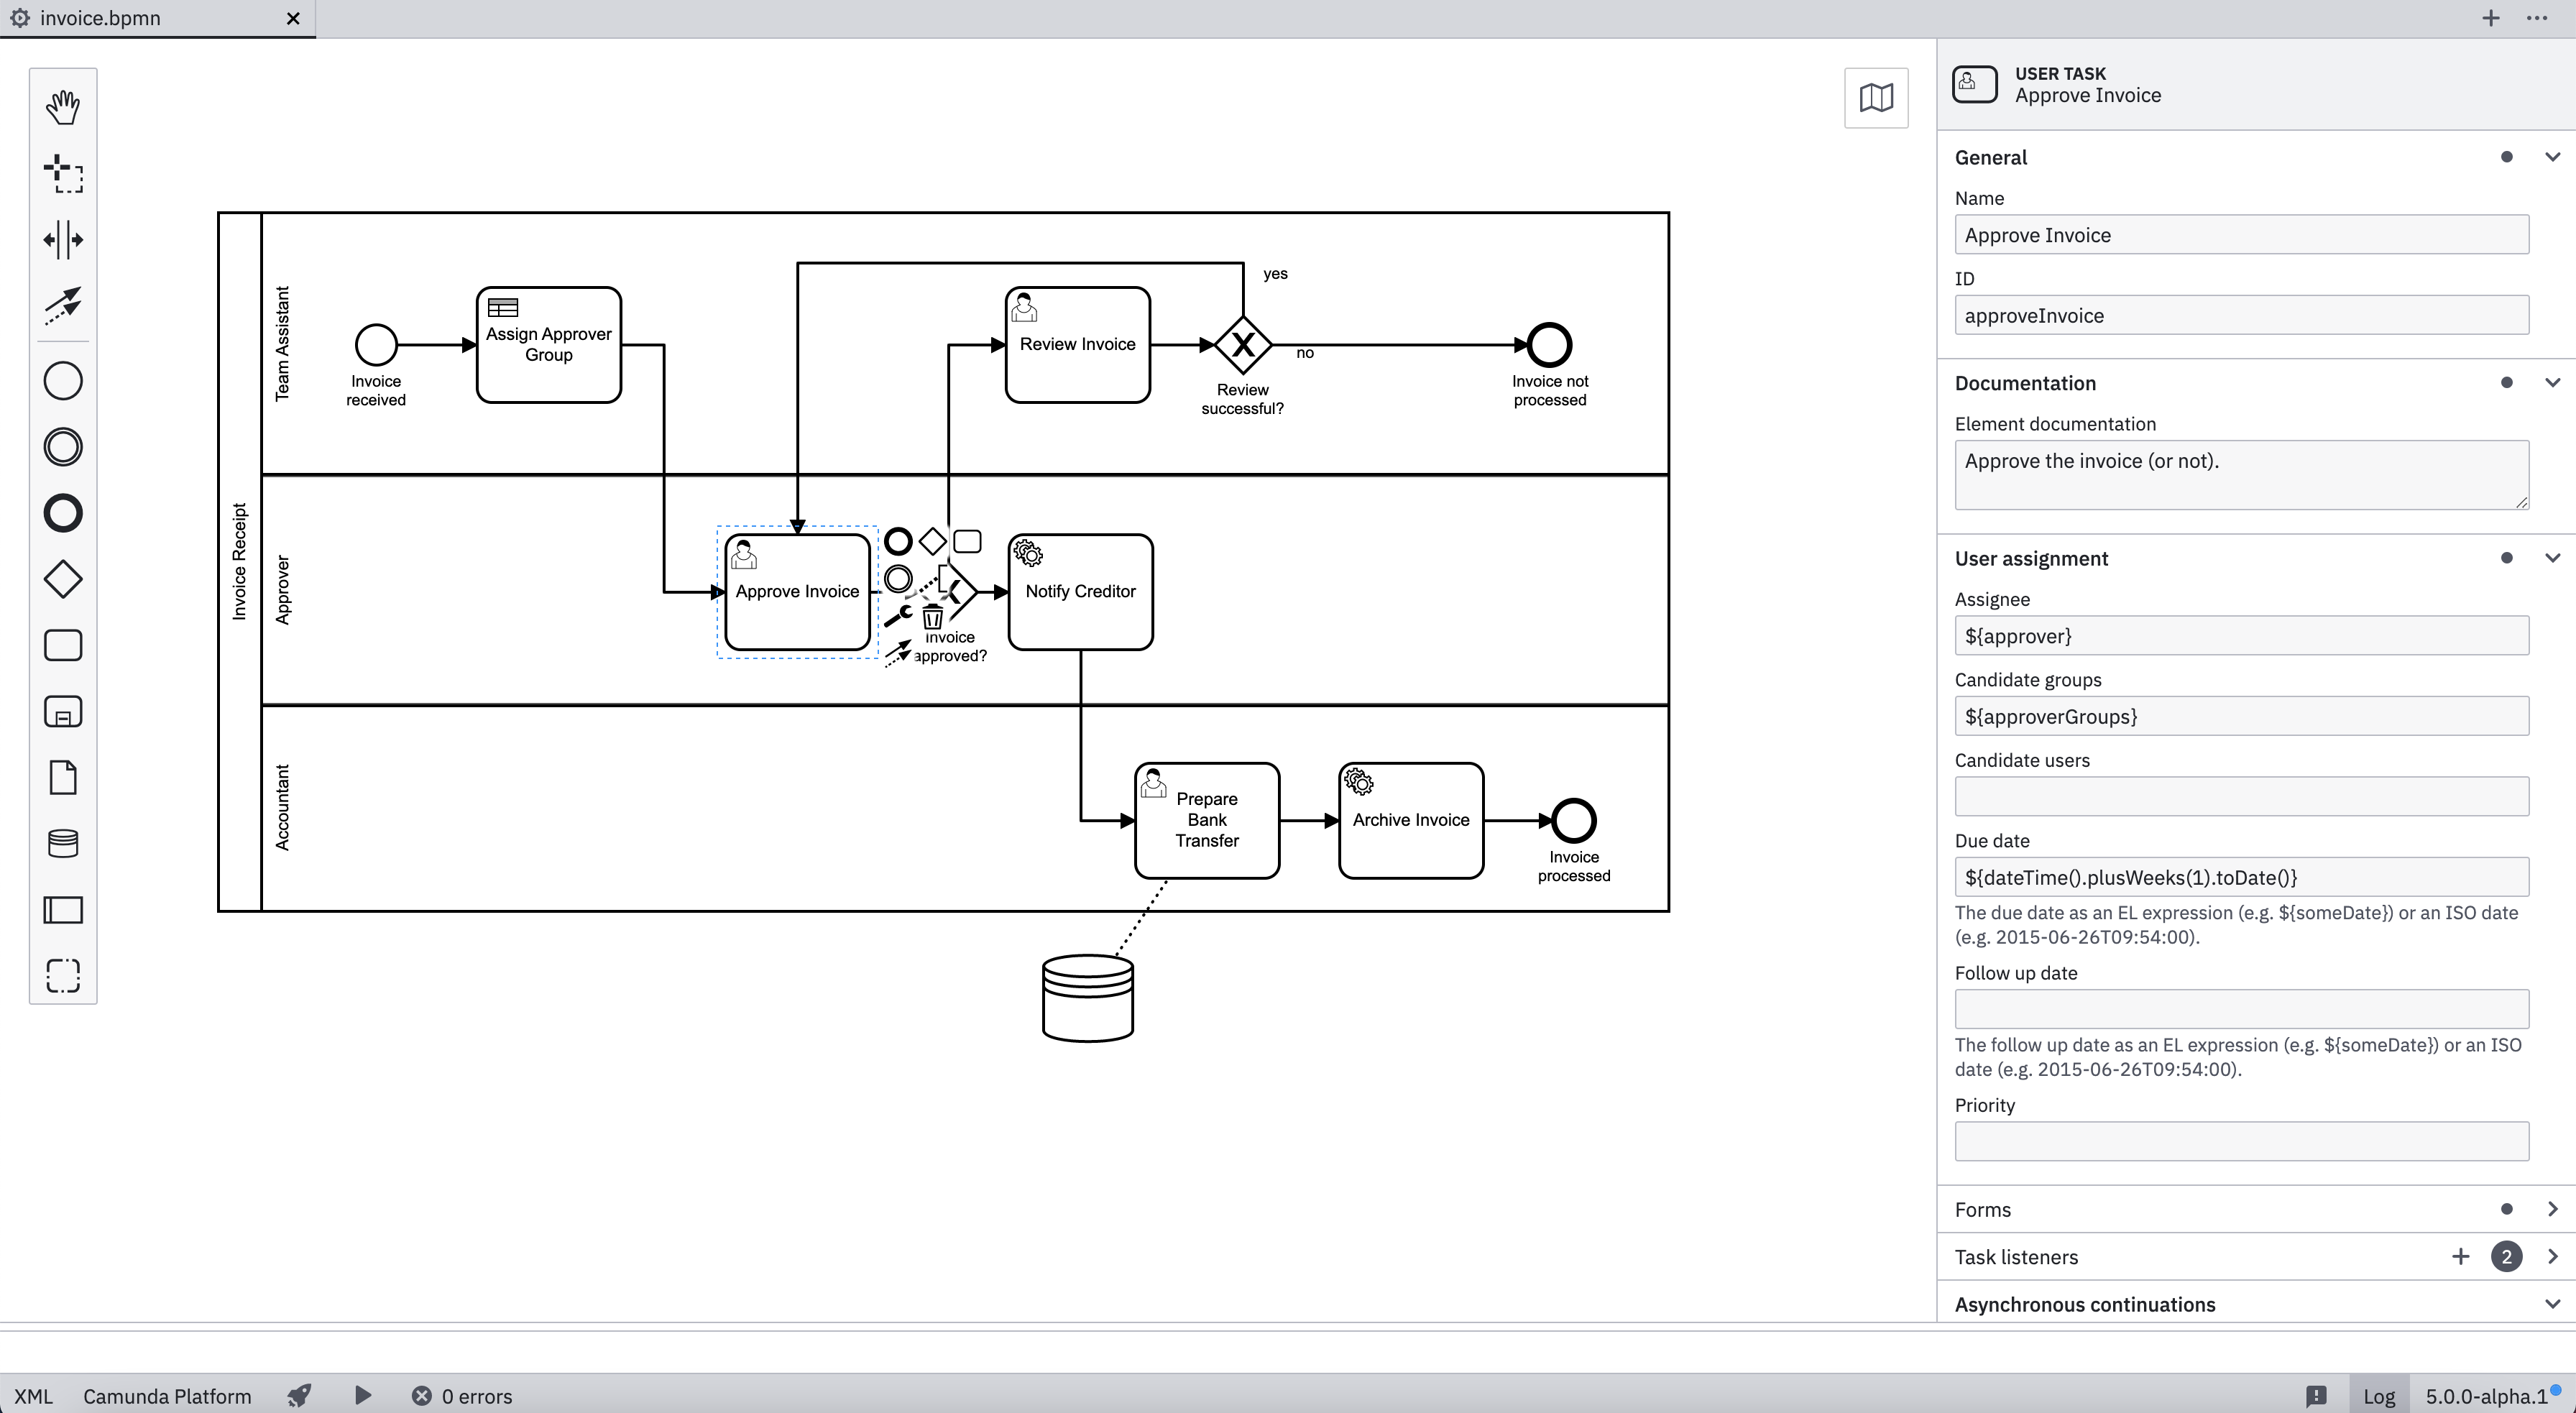 invoice.bpmn
Invoice Receipt
Team Assistant
Invoice
received
Assign Approver
Group
Review Invoice
yes
no
Review
successful?
Invoice not
processed
Approver
Approve Invoice
Invoice
approved?
Notify Creditor
Accountant
Prepare
Bank
Transfer
Archive Invoice
Invoice
processed
USER TASK
Approve Invoice
General
Name
Approve Invoice
ID
approveInvoice
Documentation
Element documentation
Approve the invoice (or not).
User assignment
Assignee
${approver}
Candidate groups
${approverGroups}
Candidate users
Due date
${dateTime().plusWeeks(1).toDate()}
The due date as an EL expression (e.g. ${someDate}) or an ISO date
(e.g. 2015-06-26T09:54:00).
Follow up date
The follow up date as an EL expression (e.g. ${someDate}) or an ISO
date (e.g. 2015-06-26T09:54:00).
Priority
Forms
Task listeners 2
Asynchronous continuations
XML Camunda Platform 0 errors Log 5.0.0-alpha.1